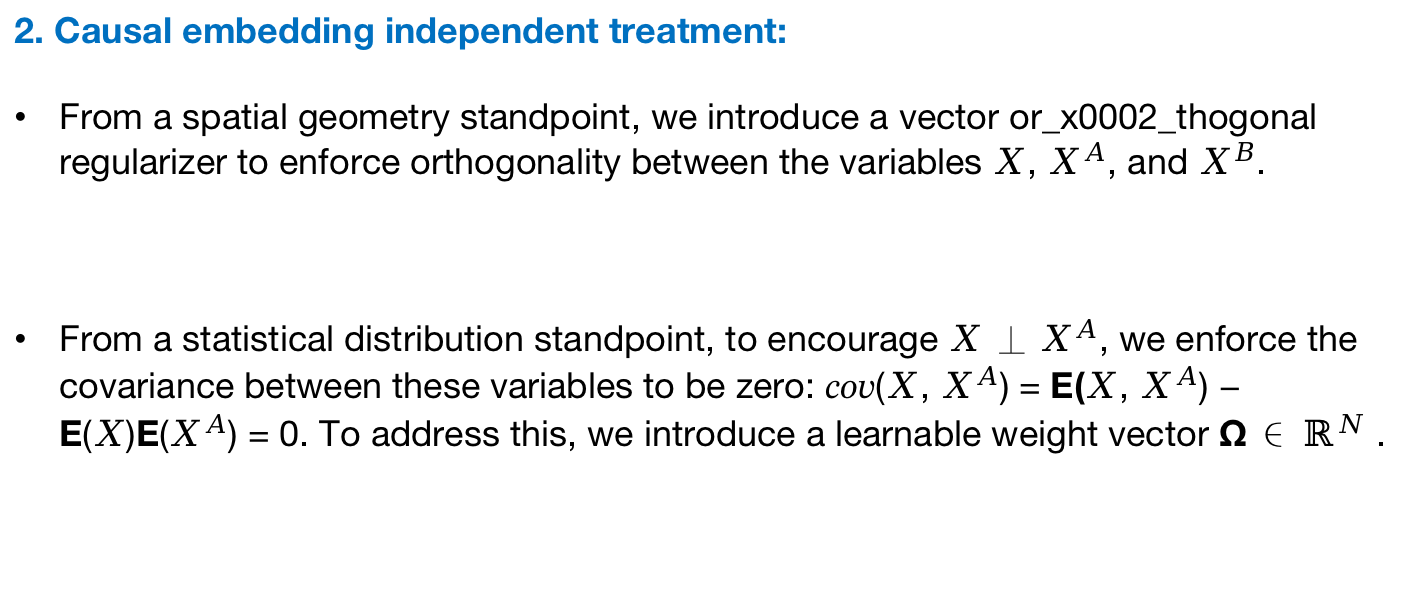 2. Causal embedding independent treatment:
• From a spatial geometry standpoint, we introduce a vector or_x0002_thogonal
regularizer to enforce orthogonality between the variables X, X^A, and X^B.
• From a statistical distribution standpoint, to encourage X ⊥ X^A, we enforce the
covariance between these variables to be zero: cov(X, X^A) = E(X, X^A) –
E(X)E(X^A) = 0. To address this, we introduce a learnable weight vector Ω ∈ ℝ^N .